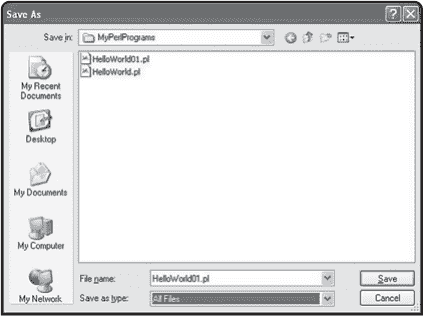 Save As
Save in: MyPerlPrograms
HelloWorld01.pl
HelloWorld.pl
My Recent
Documents
Desktop
My Documents
My Computer
My Network
File name: HelloWorld01.pl Save
Save as type: All Files Cancel